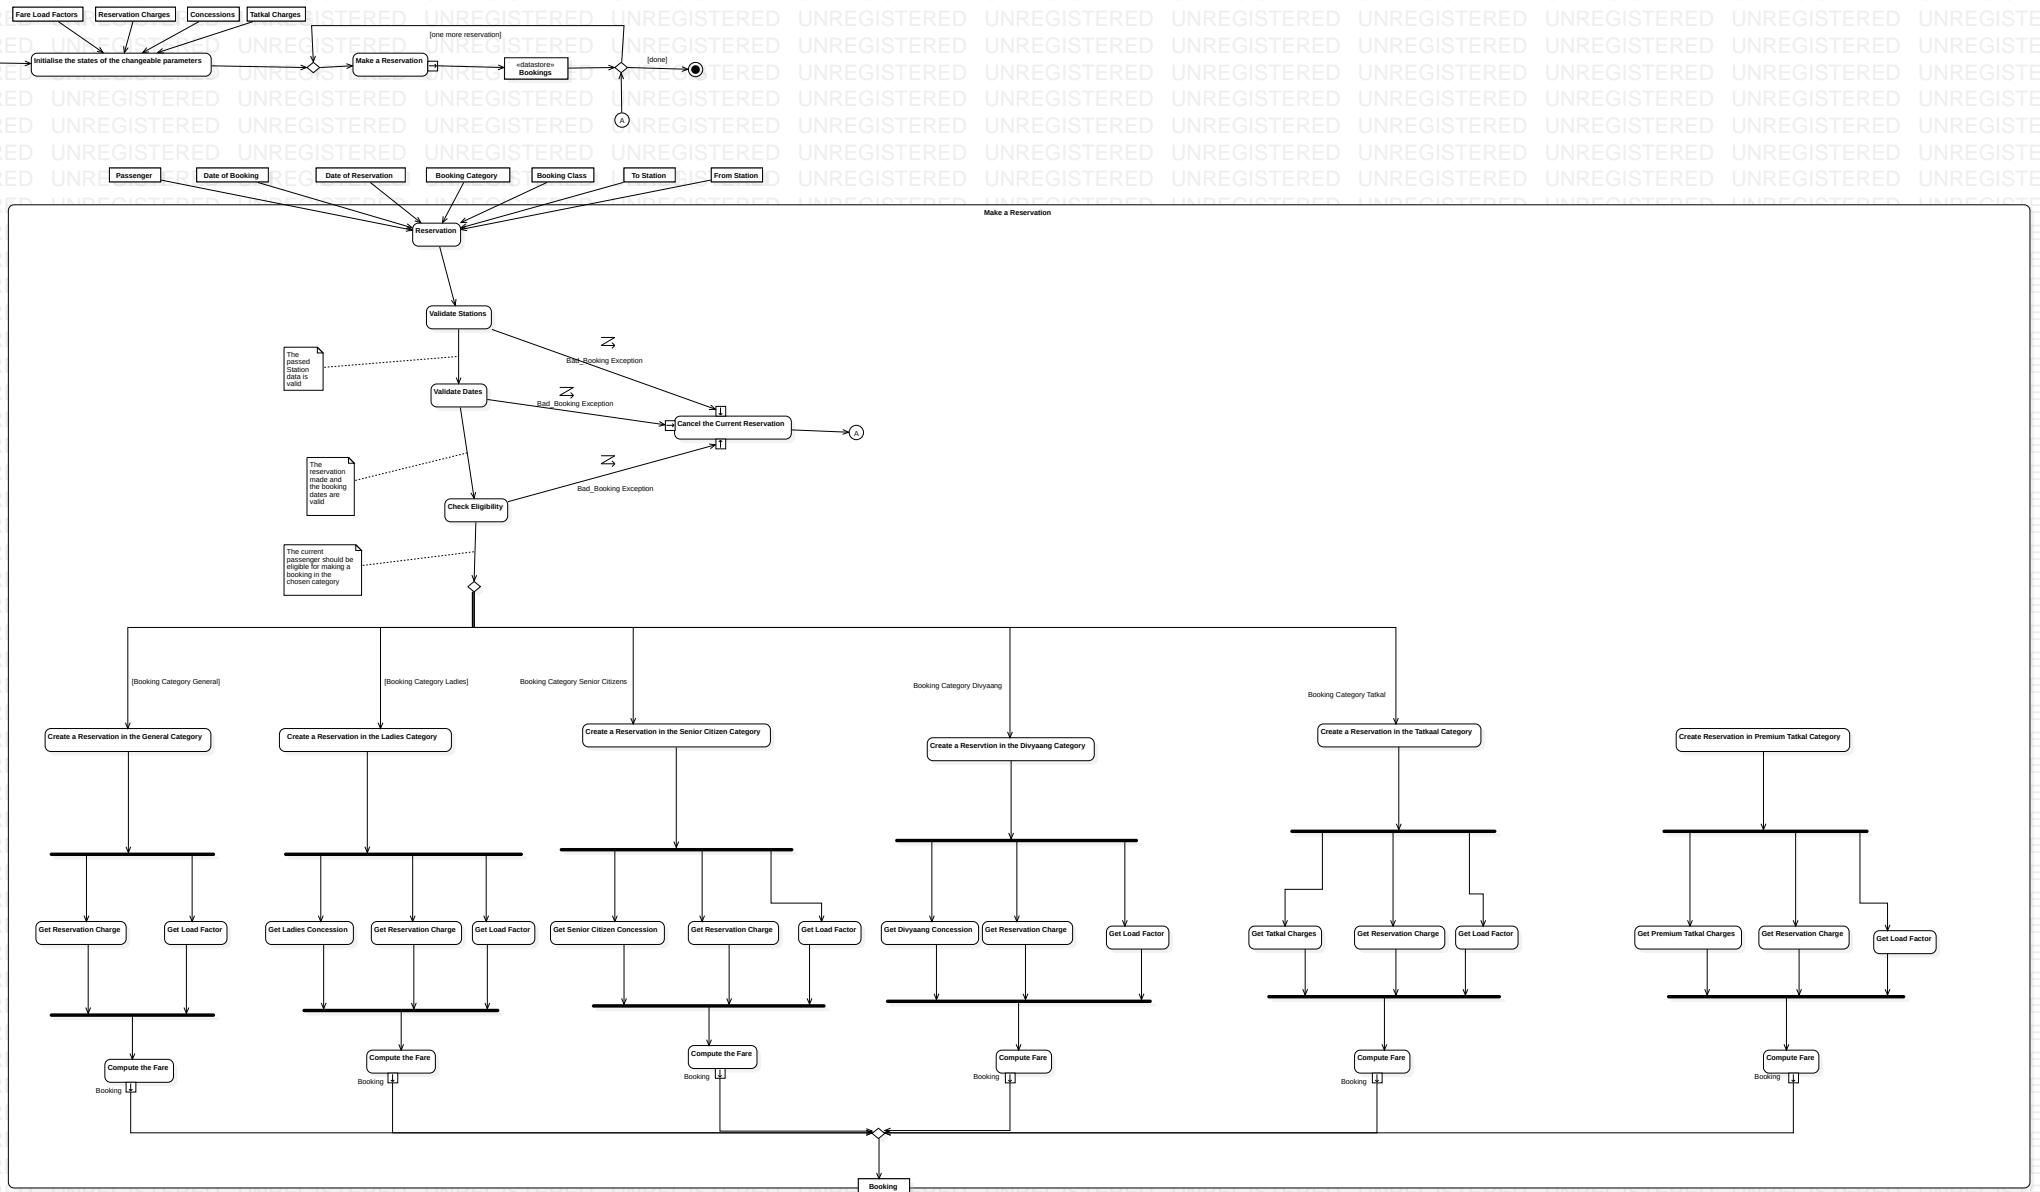 Fare Load Factors
Reservation Charges
Concessions
Tatkal Charges
[one more reservation]
Initialise the states of the changeable parameters
Make a Reservation
«datastore»
Bookings
[done]
A
Passenger
Date of Booking
Date of Reservation
Booking Category
Booking Class
To Station
From Station
Make a Reservation
Reservation
Validate Stations
The
passed
Station
data is
valid
Bad_Booking Exception
Validate Dates
Bad_Booking Exception
Cancel the Current Reservation
A
The
reservation
made and
the booking
dates are
valid
Bad_Booking Exception
Check Eligibility
The current
passenger should be
eligible for making a
booking in the
chosen category
[Booking Category General]
[Booking Category Ladies]
Booking Category Senior Citizens
Booking Category Divyaang
Booking Category Tatkal
Create a Reservation in the General Category
Create a Reservation in the Ladies Category
Create a Reservation in the Senior Citizen Category
Create a Reservtion in the Divyaang Category
Create a Reservation in the Tatkaal Category
Create Reservation in Premium Tatkal Category
Get Reservation Charge
Get Load Factor
Get Ladies Concession
Get Reservation Charge
Get Load Factor
Get Senior Citizen Concession
Get Reservation Charge
Get Load Factor
Get Divyaang Concession
Get Reservation Charge
Get Load Factor
Get Tatkal Charges
Get Reservation Charge
Get Load Factor
Get Premium Tatkal Charges
Get Reservation Charge
Get Load Factor
Compute the Fare
Booking
Compute the Fare
Booking
Compute the Fare
Booking
Compute Fare
Booking
Compute Fare
Booking
Compute Fare
Booking
Booking
UNREGISTERED